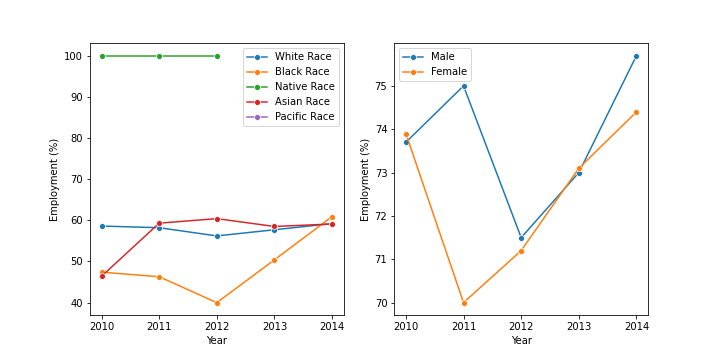 100
90
80
70
60
50
40
Employment (%)
2010 2011 2012 2013 2014
Year
White Race
Black Race
Native Race
Asian Race
Pacific Race
75
74
73
72
71
70
Employment (%)
2010 2011 2012 2013 2014
Year
Male
Female